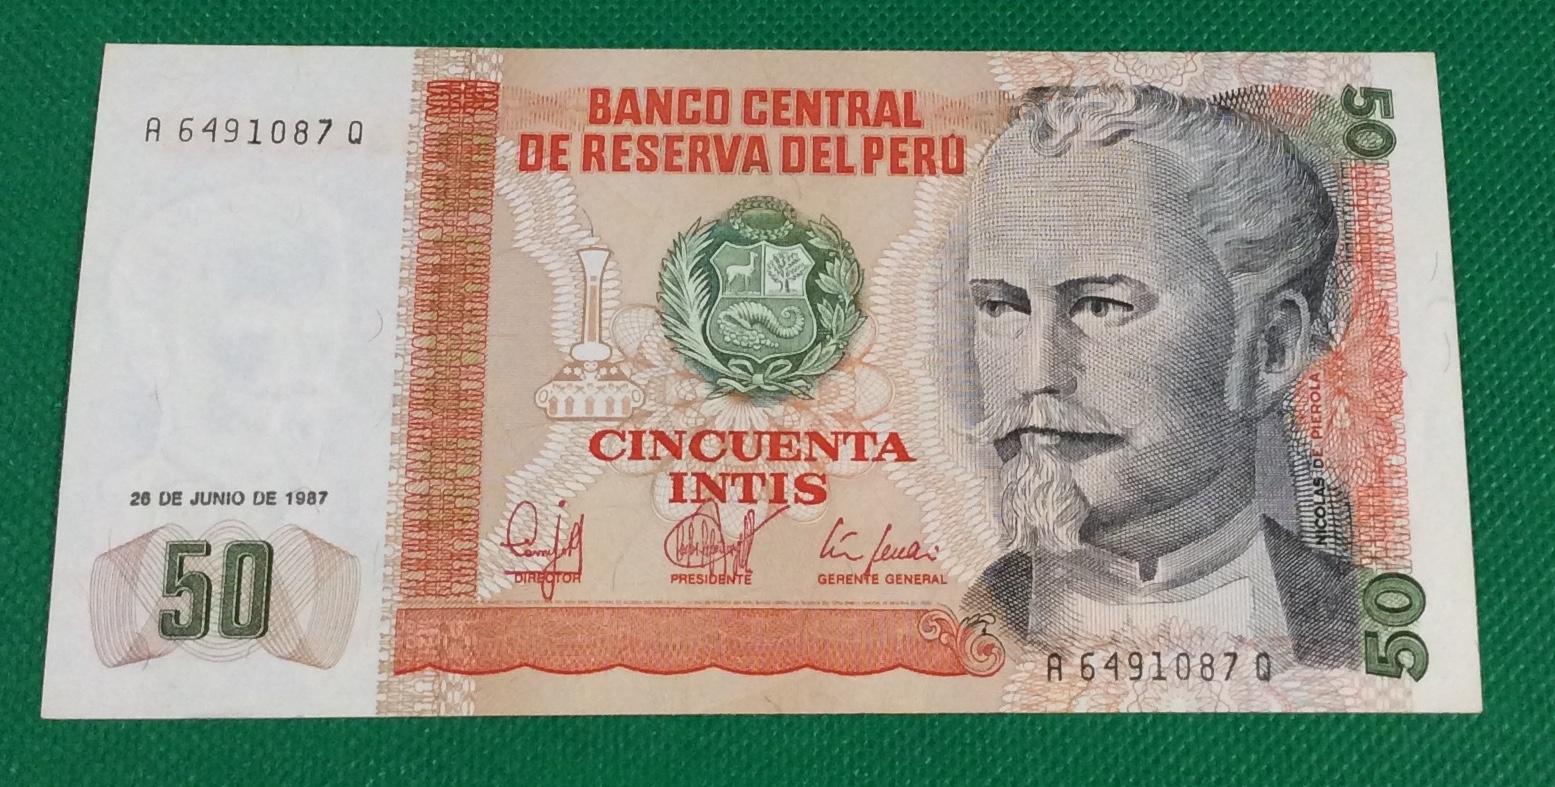 A 6491087 Q
BANCO CENTRAL
DE RESERVA DEL PERÚ
50
CINCUENTA
INTIS
NICOLAS DE PIEROLA
26 DE JUNIO DE 1987
50
DIRECTOR
PRESIDENTE
GERENTE GENERAL
50
A 6491087 Q